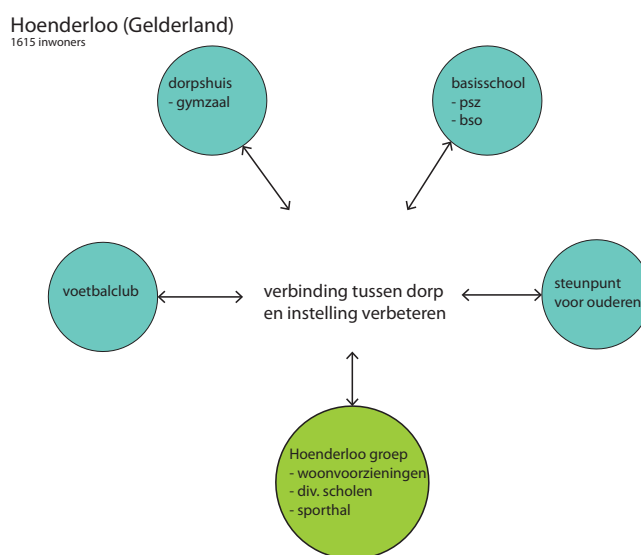 Hoenderloo (Gelderland)
1615 inwoners
dorpshuis
- gymzaal
basisschool
- psz
- bso
voetbalclub
verbinding tussen dorp
en instelling verbeteren
steunpunt
voor ouderen
Hoenderloo groep
- woonvoorzieningen
- div. scholen
- sporthal